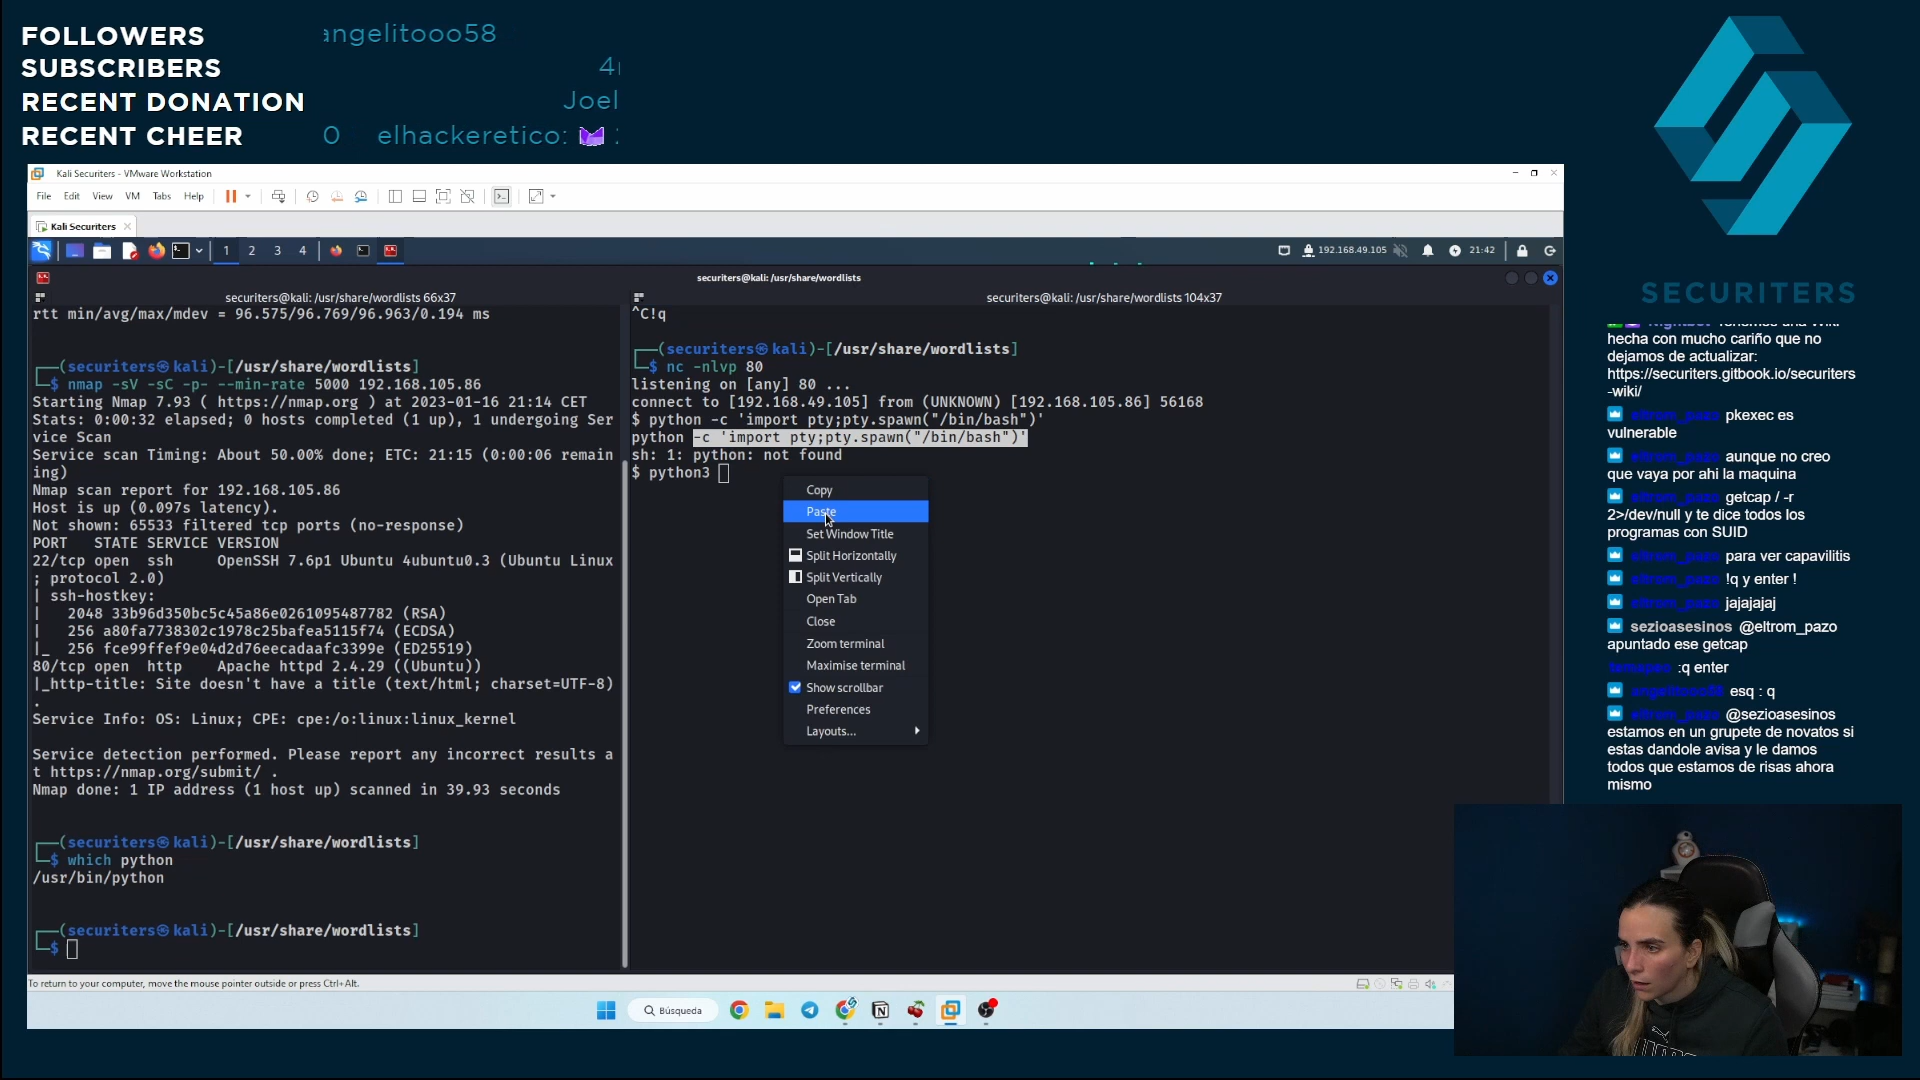 FOLLOWERS
angelitooo58
SUBSCRIBERS
RECENT DONATION
Joel
RECENT CHEER
0 elhackeretico:
SECURITERS
Kali Securiters - VMware Workstation
File Edit View VM Tabs Help
Kali Securiters
1 2 3 4
192.168.49.105
21:42
securiters@kali: /usr/share/wordlists
securiters@kali: /usr/share/wordlists 66x37
rtt min/avg/max/mdev = 96.575/96.769/96.963/0.194 ms
┌──(securiters㉿kali)-[/usr/share/wordlists]
└─$ nmap -sV -sC -p- --min-rate 5000 192.168.105.86
Starting Nmap 7.93 ( https://nmap.org ) at 2023-01-16 21:14 CET
Stats: 0:00:32 elapsed; 0 hosts completed (1 up), 1 undergoing Ser
vice Scan
Service scan Timing: About 50.00% done; ETC: 21:15 (0:00:06 remain
ing)
Nmap scan report for 192.168.105.86
Host is up (0.097s latency).
Not shown: 65533 filtered tcp ports (no-response)
PORT   STATE SERVICE VERSION
22/tcp open  ssh     OpenSSH 7.6p1 Ubuntu 4ubuntu0.3 (Ubuntu Linux
; protocol 2.0)
| ssh-hostkey:
|   2048 33b96d350bc5c45a86e0261095487782 (RSA)
|   256 a80fa7738302c1978c25bafea5115f74 (ECDSA)
|_  256 fce99ffef9e04d2d76eecadaafc3399e (ED25519)
80/tcp open  http    Apache httpd 2.4.29 ((Ubuntu))
|_http-title: Site doesn't have a title (text/html; charset=UTF-8)
.
Service Info: OS: Linux; CPE: cpe:/o:linux:linux_kernel
Service detection performed. Please report any incorrect results a
t https://nmap.org/submit/ .
Nmap done: 1 IP address (1 host up) scanned in 39.93 seconds
┌──(securiters㉿kali)-[/usr/share/wordlists]
└─$ which python
/usr/bin/python
┌──(securiters㉿kali)-[/usr/share/wordlists]
└─$
securiters@kali: /usr/share/wordlists 104x37
^C!q
┌──(securiters㉿kali)-[/usr/share/wordlists]
└─$ nc -nlvp 80
listening on [any] 80 ...
connect to [192.168.49.105] from (UNKNOWN) [192.168.105.86] 56168
$ python -c 'import pty;pty.spawn("/bin/bash")'
python -c 'import pty;pty.spawn("/bin/bash")'
sh: 1: python: not found
$ python3
Copy
Paste
Set Window Title
Split Horizontally
Split Vertically
Open Tab
Close
Zoom terminal
Maximise terminal
Show scrollbar
Preferences
Layouts...
To return to your computer, move the mouse pointer outside or press Ctrl+Alt.
Búsqueda
hecha con mucho cariño que no
dejamos de actualizar:
https://securiters.gitbook.io/securiters
-wiki/
eltrom_pazo pkexec es
vulnerable
eltrom_pazo aunque no creo
que vaya por ahi la maquina
eltrom_pazo getcap / -r
2>/dev/null y te dice todos los
programas con SUID
eltrom_pazo para ver capavilitis
eltrom_pazo !q y enter !
eltrom_pazo jajajajaj
sezioasesinos @eltrom_pazo
apuntado ese getcap
:q enter
angelitooo58 esq : q
eltrom_pazo @sezioasesinos
estamos en un grupete de novatos si
estas dandole avisa y le damos
todos que estamos de risas ahora
mismo